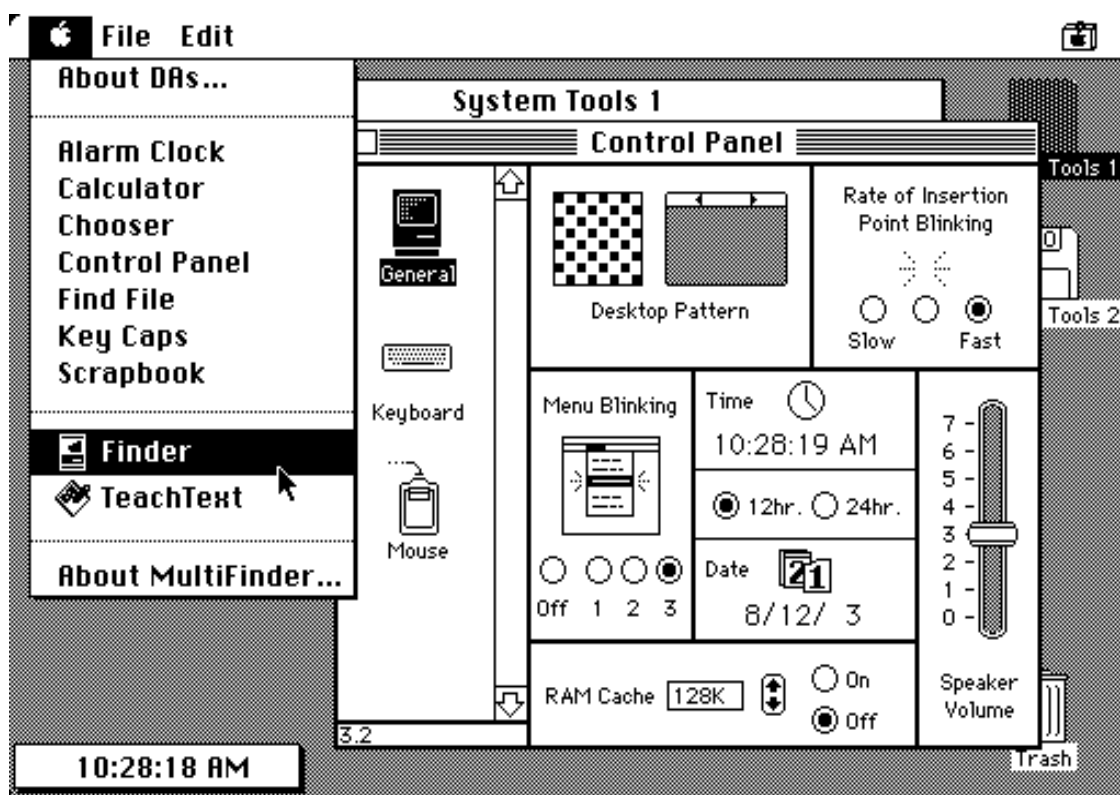 File Edit
About DAs...
Alarm Clock
Calculator
Chooser
Control Panel
Find File
Key Caps
Scrapbook
Finder
TeachText
About MultiFinder...
System Tools 1
Control Panel
General
Keyboard
Mouse
3.2
Desktop Pattern
Rate of Insertion
Point Blinking
Slow Fast
Menu Blinking
Off 1 2 3
Time
10:28:19 AM
12hr. 24hr.
Date
21
8/12/ 3
7
6
5
4
3
2
1
0
Speaker
Volume
RAM Cache 128K
On
Off
Tools 1
Tools 2
Trash
10:28:18 AM